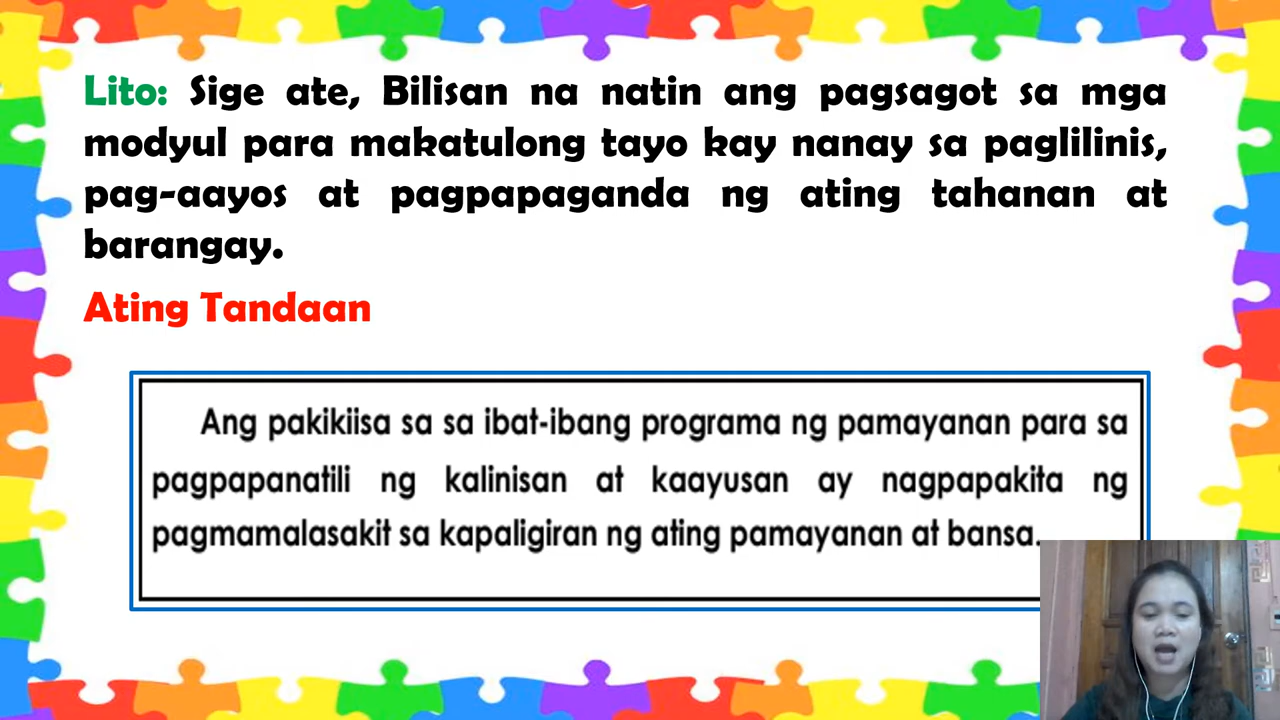 Lito: Sige ate, Bilisan na natin ang pagsagot sa mga
modyul para makatulong tayo kay nanay sa paglilinis,
pag-aayos at pagpapaganda ng ating tahanan at
barangay.
Ating Tandaan
Ang pakikiisa sa sa ibat-ibang programa ng pamayanan para sa
pagpapanatili ng kalinisan at kaayusan ay nagpapakita ng
pagmamalasakit sa kapaligiran ng ating pamayanan at bansa.